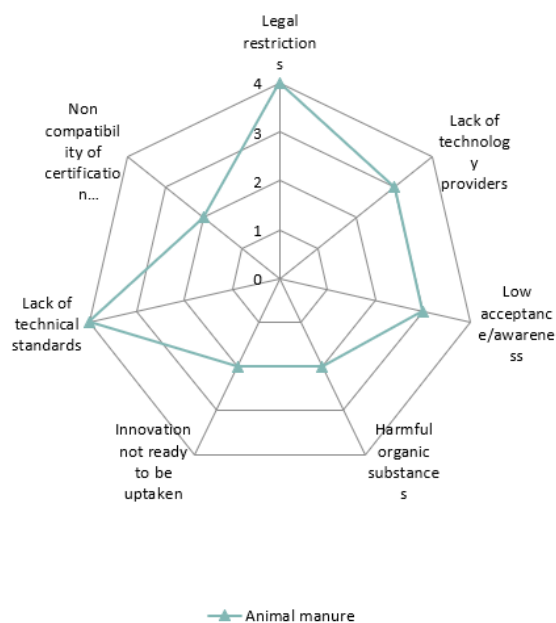 Legal
restriction
s
Lack of
technolog
y
providers
Low
acceptanc
e/awarene
ss
Harmful
organic
substance
s
Innovation
not ready
to be
uptaken
Lack of
technical
standards
Non
compatibil
ity of
certificatio
n...
4
3
2
1
0
Animal manure